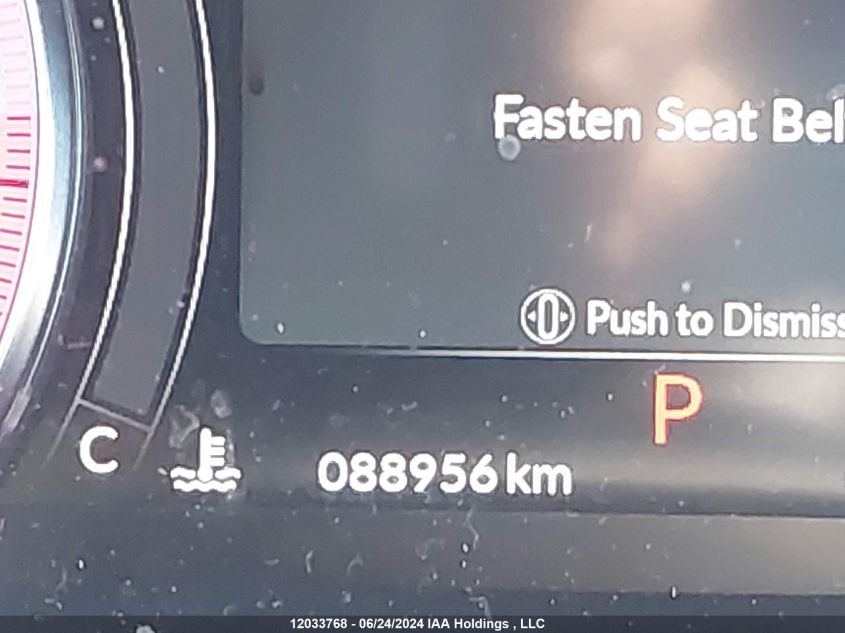 Fasten Seat Bel
Push to Dismiss
P
C
088956 km
12033768 - 06/24/2024 IAA Holdings , LLC